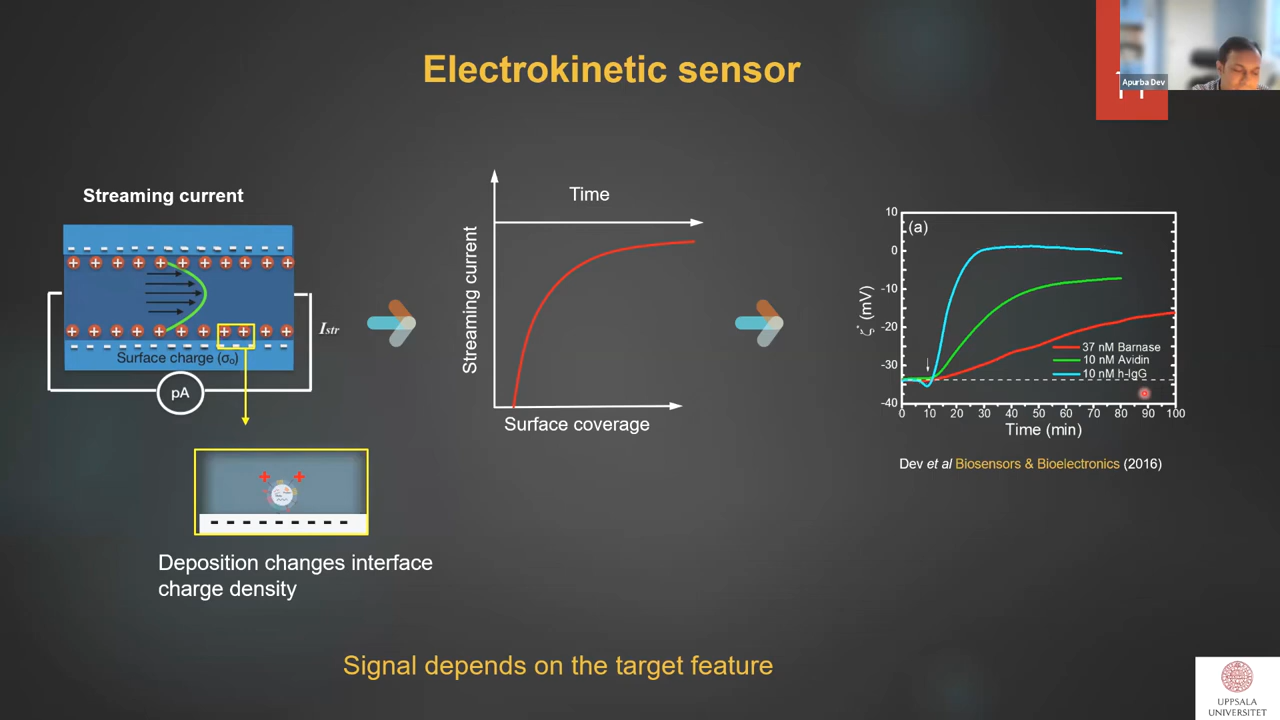 Electrokinetic sensor
Apurba Dev
Streaming current
Surface charge (σ₀)
Istr
pA
Deposition changes interface
charge density
Time
Streaming current
Surface coverage
(a)
ζ* (mV)
10
0
-10
-20
-30
-40
37 nM Barnase
10 nM Avidin
10 nM h-IgG
0 10 20 30 40 50 60 70 80 90 100
Time (min)
Dev et al Biosensors & Bioelectronics (2016)
Signal depends on the target feature
UPPSALA
UNIVERSITET